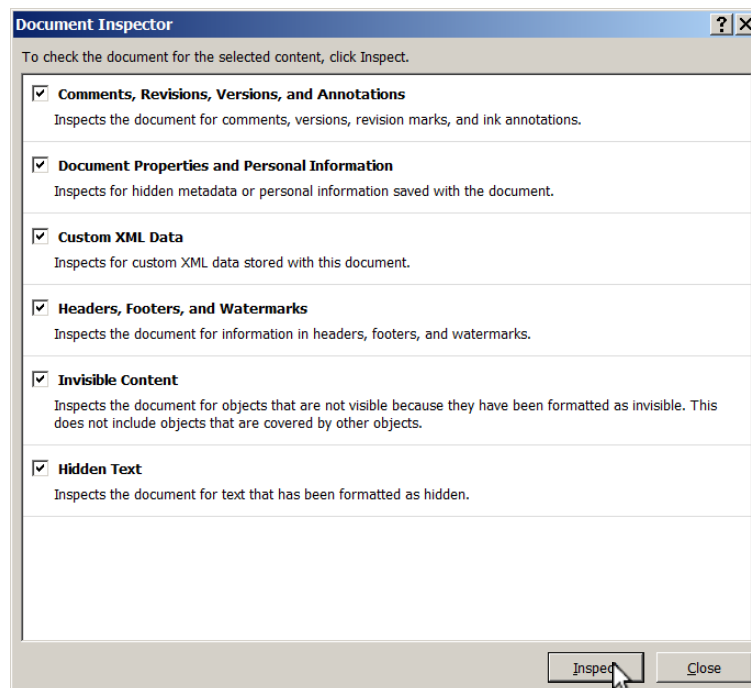 Document Inspector
To check the document for the selected content, click Inspect.
Comments, Revisions, Versions, and Annotations
Inspects the document for comments, versions, revision marks, and ink annotations.
Document Properties and Personal Information
Inspects for hidden metadata or personal information saved with the document.
Custom XML Data
Inspects for custom XML data stored with this document.
Headers, Footers, and Watermarks
Inspects the document for information in headers, footers, and watermarks.
Invisible Content
Inspects the document for objects that are not visible because they have been formatted as invisible. This
does not include objects that are covered by other objects.
Hidden Text
Inspects the document for text that has been formatted as hidden.
Inspect Close